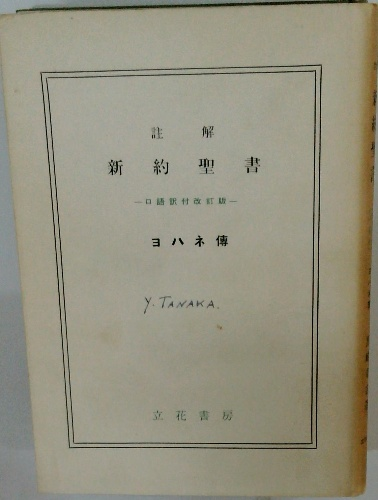 註解
新約聖書
—口語訳付改訂版—
ヨハネ傳
Y. TANAKA.
立花書房